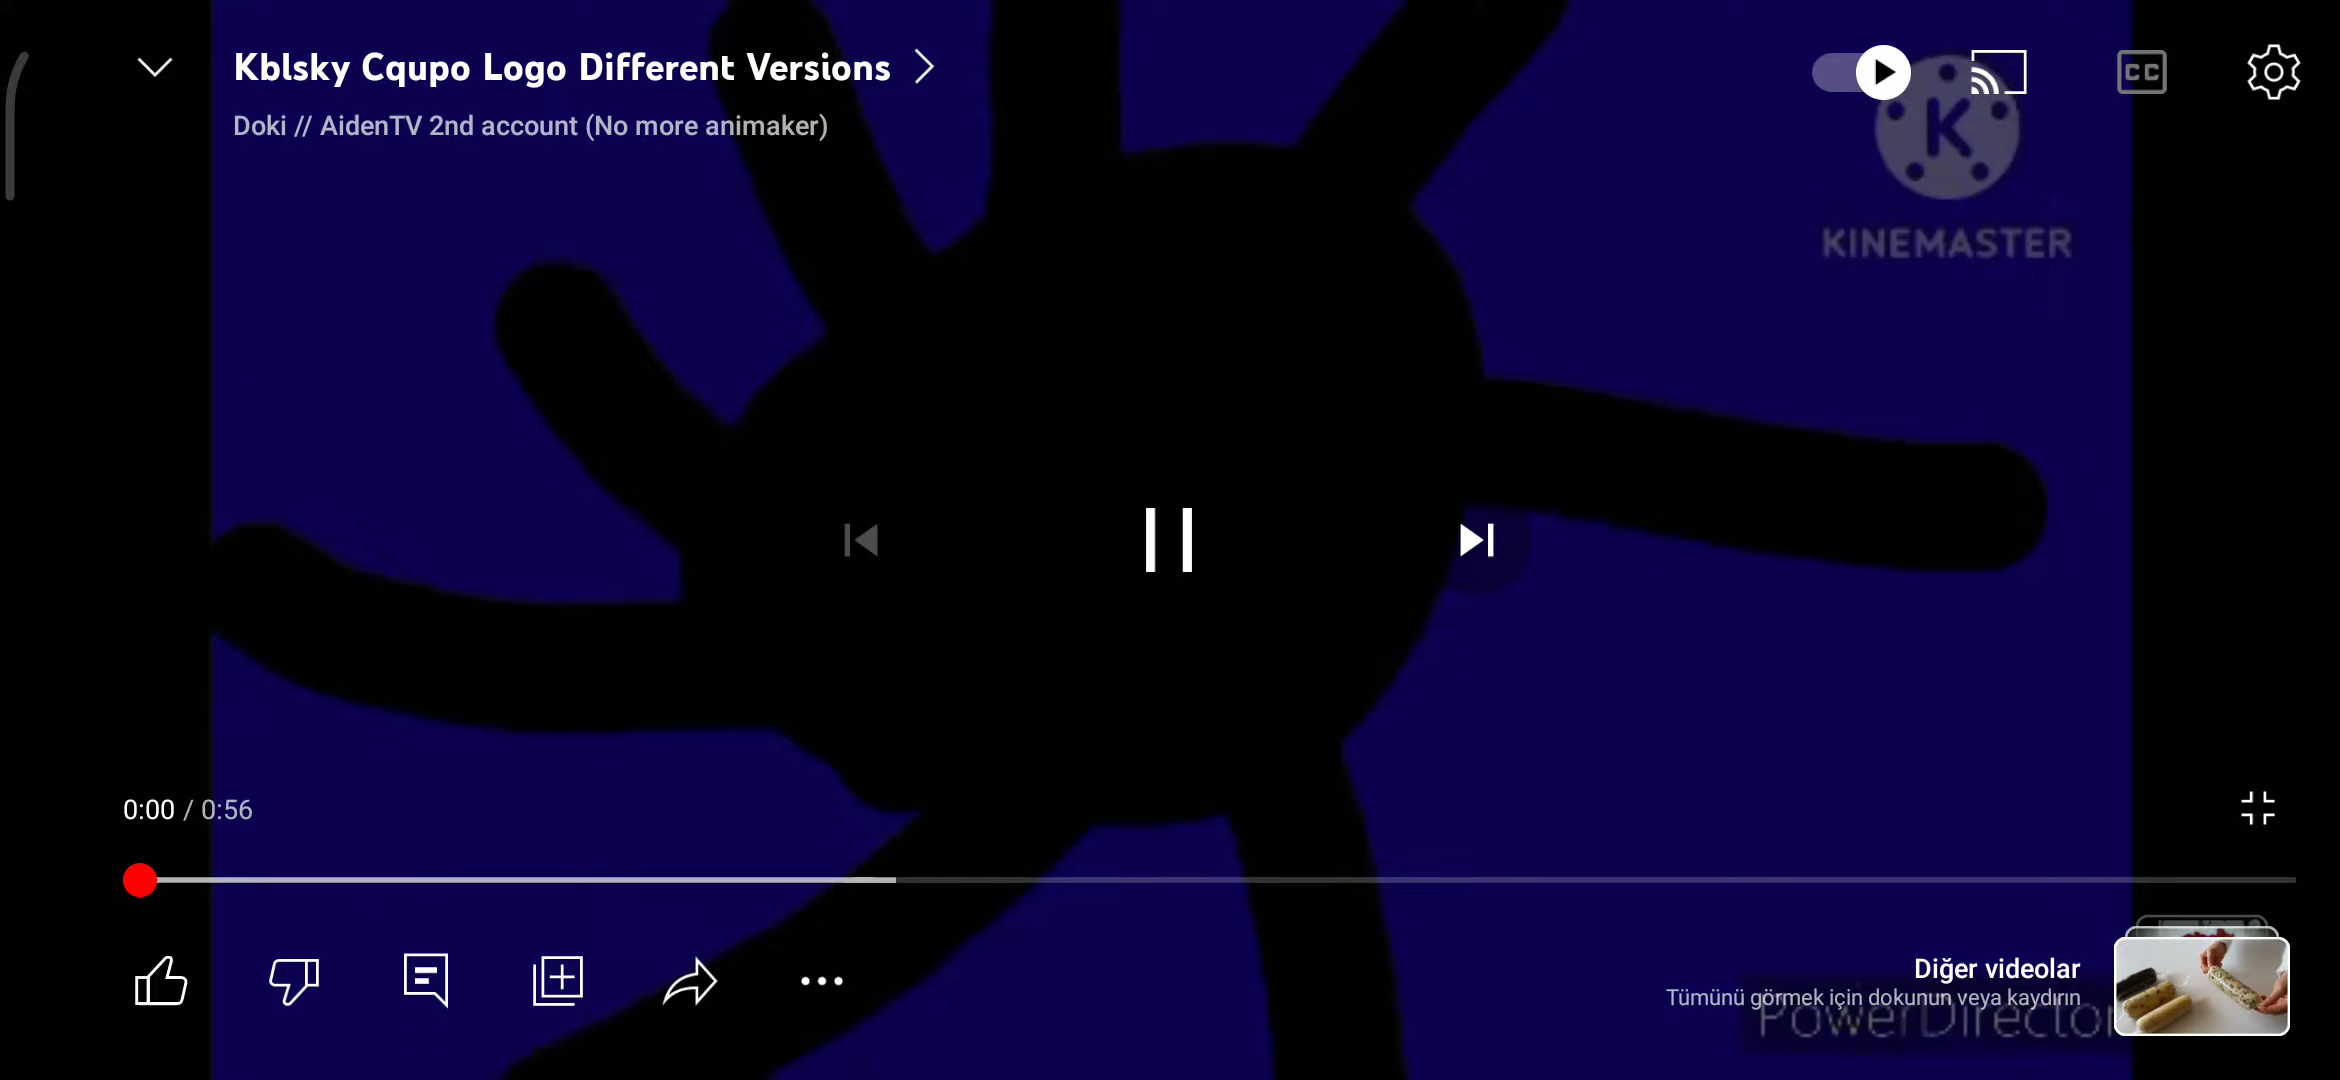 Kblsky Cqupo Logo Different Versions
Doki // AidenTV 2nd account (No more animaker)
CC
K
KINEMASTER
0:00 / 0:56
Diğer videolar
Tümünü görmek için dokunun veya kaydırın
PowerDirector